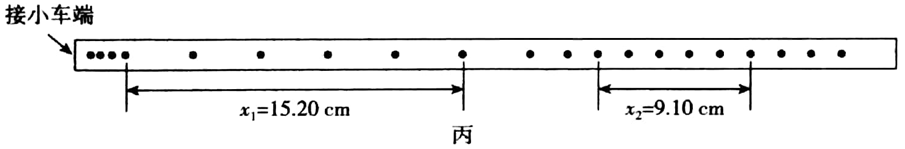 接小车端
x₁=15.20 cm
x₂=9.10 cm
丙